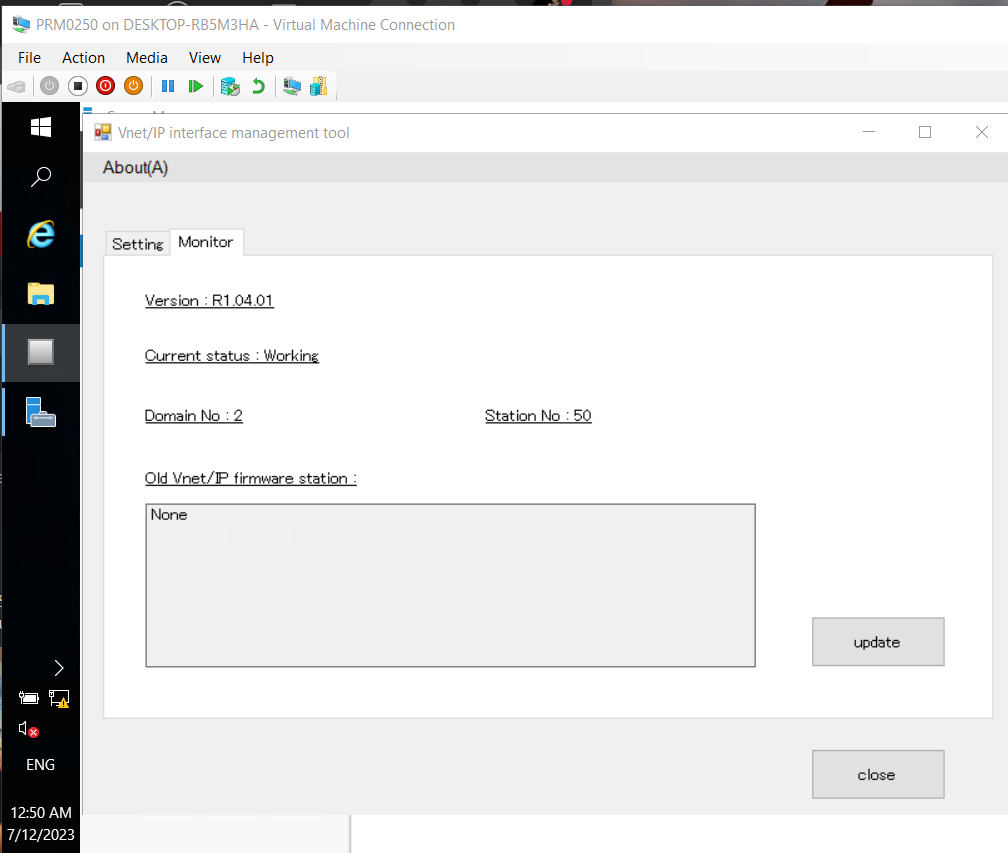 PRM0250 on DESKTOP-RB5M3HA - Virtual Machine Connection
File Action Media View Help
Vnet/IP interface management tool
About(A)
Setting Monitor
Version : R1.04.01
Current status : Working
Domain No : 2 Station No : 50
Old Vnet/IP firmware station :
None
update
close
ENG
12:50 AM
7/12/2023